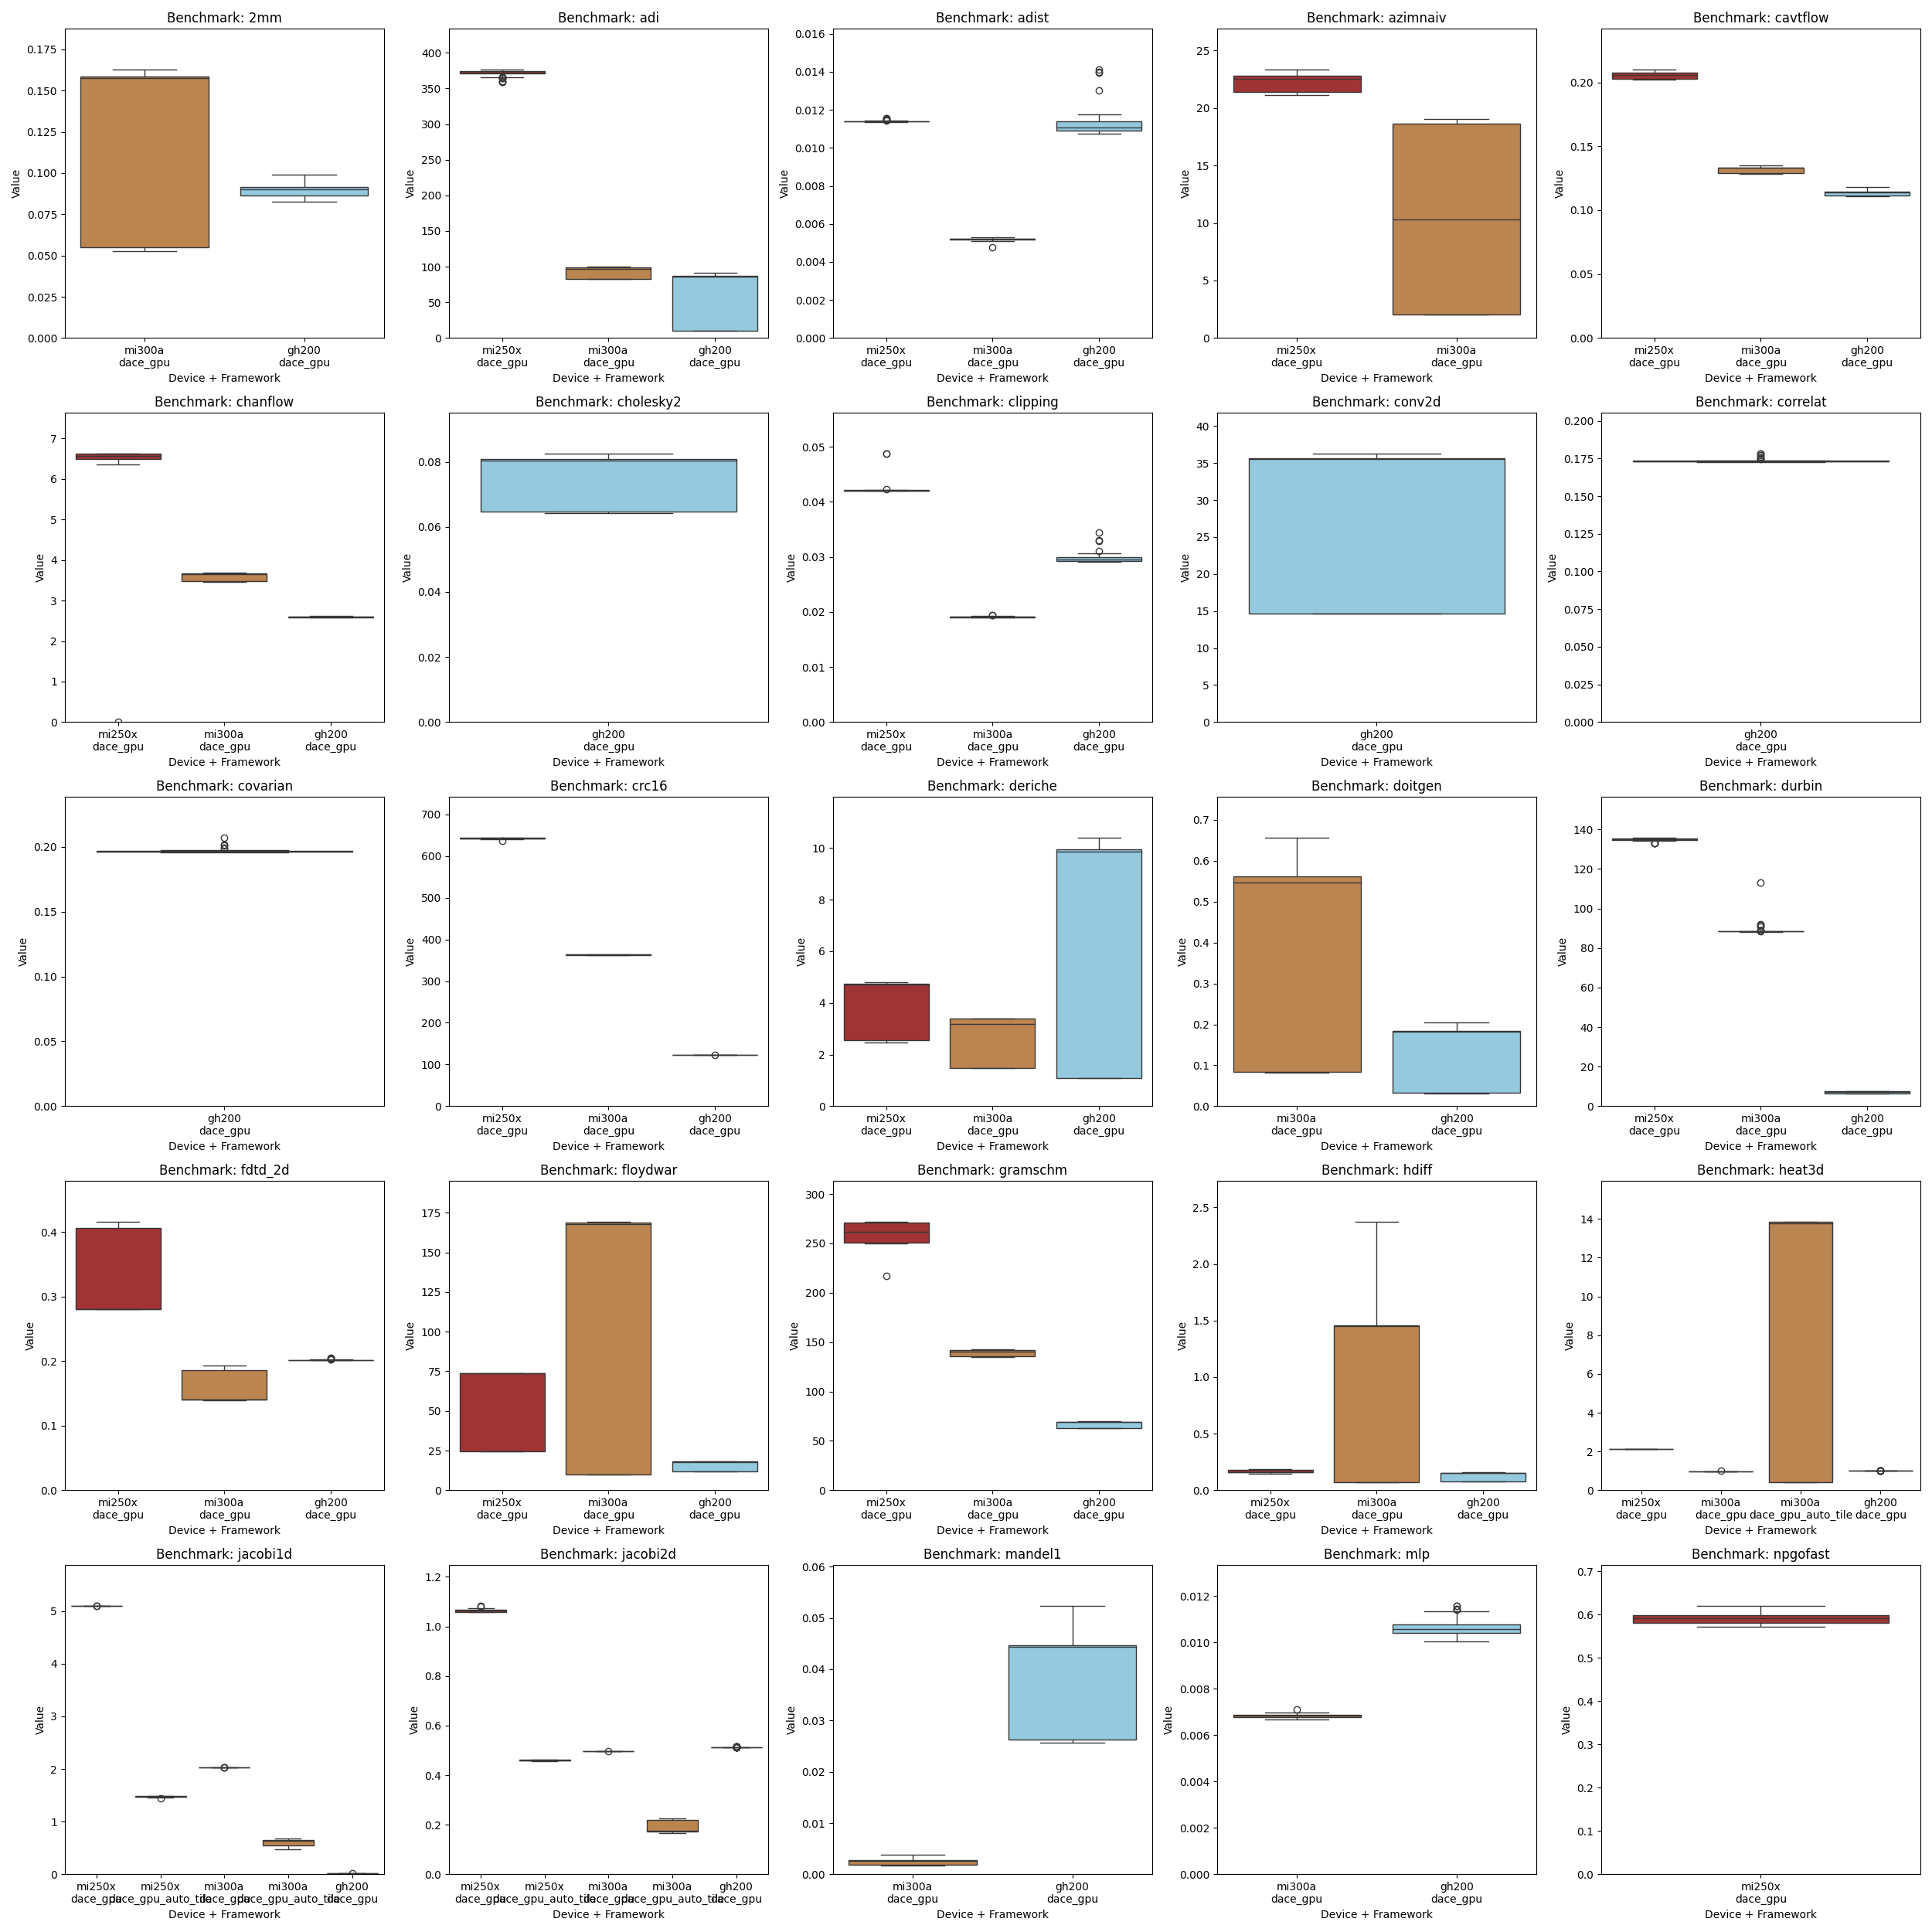 Benchmark: 2mm
Value
0.175
0.150
0.125
0.100
0.075
0.050
0.025
0.000
mi300a
dace_gpu
gh200
dace_gpu
Device + Framework
Benchmark: adi
Value
400
350
300
250
200
150
100
50
0
mi250x
dace_gpu
mi300a
dace_gpu
gh200
dace_gpu
Device + Framework
Benchmark: adist
Value
0.016
0.014
0.012
0.010
0.008
0.006
0.004
0.002
0.000
mi250x
dace_gpu
mi300a
dace_gpu
gh200
dace_gpu
Device + Framework
Benchmark: azimnaiv
Value
25
20
15
10
5
0
mi250x
dace_gpu
mi300a
dace_gpu
Device + Framework
Benchmark: cavtflow
Value
0.20
0.15
0.10
0.05
0.00
mi250x
dace_gpu
mi300a
dace_gpu
gh200
dace_gpu
Device + Framework
Benchmark: chanflow
Value
7
6
5
4
3
2
1
0
mi250x
dace_gpu
mi300a
dace_gpu
gh200
dace_gpu
Device + Framework
Benchmark: cholesky2
Value
0.08
0.06
0.04
0.02
0.00
gh200
dace_gpu
Device + Framework
Benchmark: clipping
Value
0.05
0.04
0.03
0.02
0.01
0.00
mi250x
dace_gpu
mi300a
dace_gpu
gh200
dace_gpu
Device + Framework
Benchmark: conv2d
Value
40
35
30
25
20
15
10
5
0
gh200
dace_gpu
Device + Framework
Benchmark: correlat
Value
0.200
0.175
0.150
0.125
0.100
0.075
0.050
0.025
0.000
gh200
dace_gpu
Device + Framework
Benchmark: covarian
Value
0.20
0.15
0.10
0.05
0.00
gh200
dace_gpu
Device + Framework
Benchmark: crc16
Value
700
600
500
400
300
200
100
0
mi250x
dace_gpu
mi300a
dace_gpu
gh200
dace_gpu
Device + Framework
Benchmark: deriche
Value
10
8
6
4
2
0
mi250x
dace_gpu
mi300a
dace_gpu
gh200
dace_gpu
Device + Framework
Benchmark: doitgen
Value
0.7
0.6
0.5
0.4
0.3
0.2
0.1
0.0
mi300a
dace_gpu
gh200
dace_gpu
Device + Framework
Benchmark: durbin
Value
140
120
100
80
60
40
20
0
mi250x
dace_gpu
mi300a
dace_gpu
gh200
dace_gpu
Device + Framework
Benchmark: fdtd_2d
Value
0.4
0.3
0.2
0.1
0.0
mi250x
dace_gpu
mi300a
dace_gpu
gh200
dace_gpu
Device + Framework
Benchmark: floydwar
Value
175
150
125
100
75
50
25
0
mi250x
dace_gpu
mi300a
dace_gpu
gh200
dace_gpu
Device + Framework
Benchmark: gramschm
Value
300
250
200
150
100
50
0
mi250x
dace_gpu
mi300a
dace_gpu
gh200
dace_gpu
Device + Framework
Benchmark: hdiff
Value
2.5
2.0
1.5
1.0
0.5
0.0
mi250x
dace_gpu
mi300a
dace_gpu
gh200
dace_gpu
Device + Framework
Benchmark: heat3d
Value
14
12
10
8
6
4
2
0
mi250x
dace_gpu
mi300a
dace_gpu
mi300a
dace_gpu_auto_tile
gh200
dace_gpu
Device + Framework
Benchmark: jacobi1d
Value
5
4
3
2
1
0
mi250x
dace_gpu
mi250x
dace_gpu_auto_tile
mi300a
dace_gpu
mi300a
dace_gpu_auto_tile
gh200
dace_gpu
Device + Framework
Benchmark: jacobi2d
Value
1.2
1.0
0.8
0.6
0.4
0.2
0.0
mi250x
dace_gpu
mi250x
dace_gpu_auto_tile
mi300a
dace_gpu
mi300a
dace_gpu_auto_tile
gh200
dace_gpu
Device + Framework
Benchmark: mandel1
Value
0.06
0.05
0.04
0.03
0.02
0.01
0.00
mi300a
dace_gpu
gh200
dace_gpu
Device + Framework
Benchmark: mlp
Value
0.012
0.010
0.008
0.006
0.004
0.002
0.000
mi300a
dace_gpu
gh200
dace_gpu
Device + Framework
Benchmark: npgofast
Value
0.7
0.6
0.5
0.4
0.3
0.2
0.1
0.0
mi250x
dace_gpu
Device + Framework